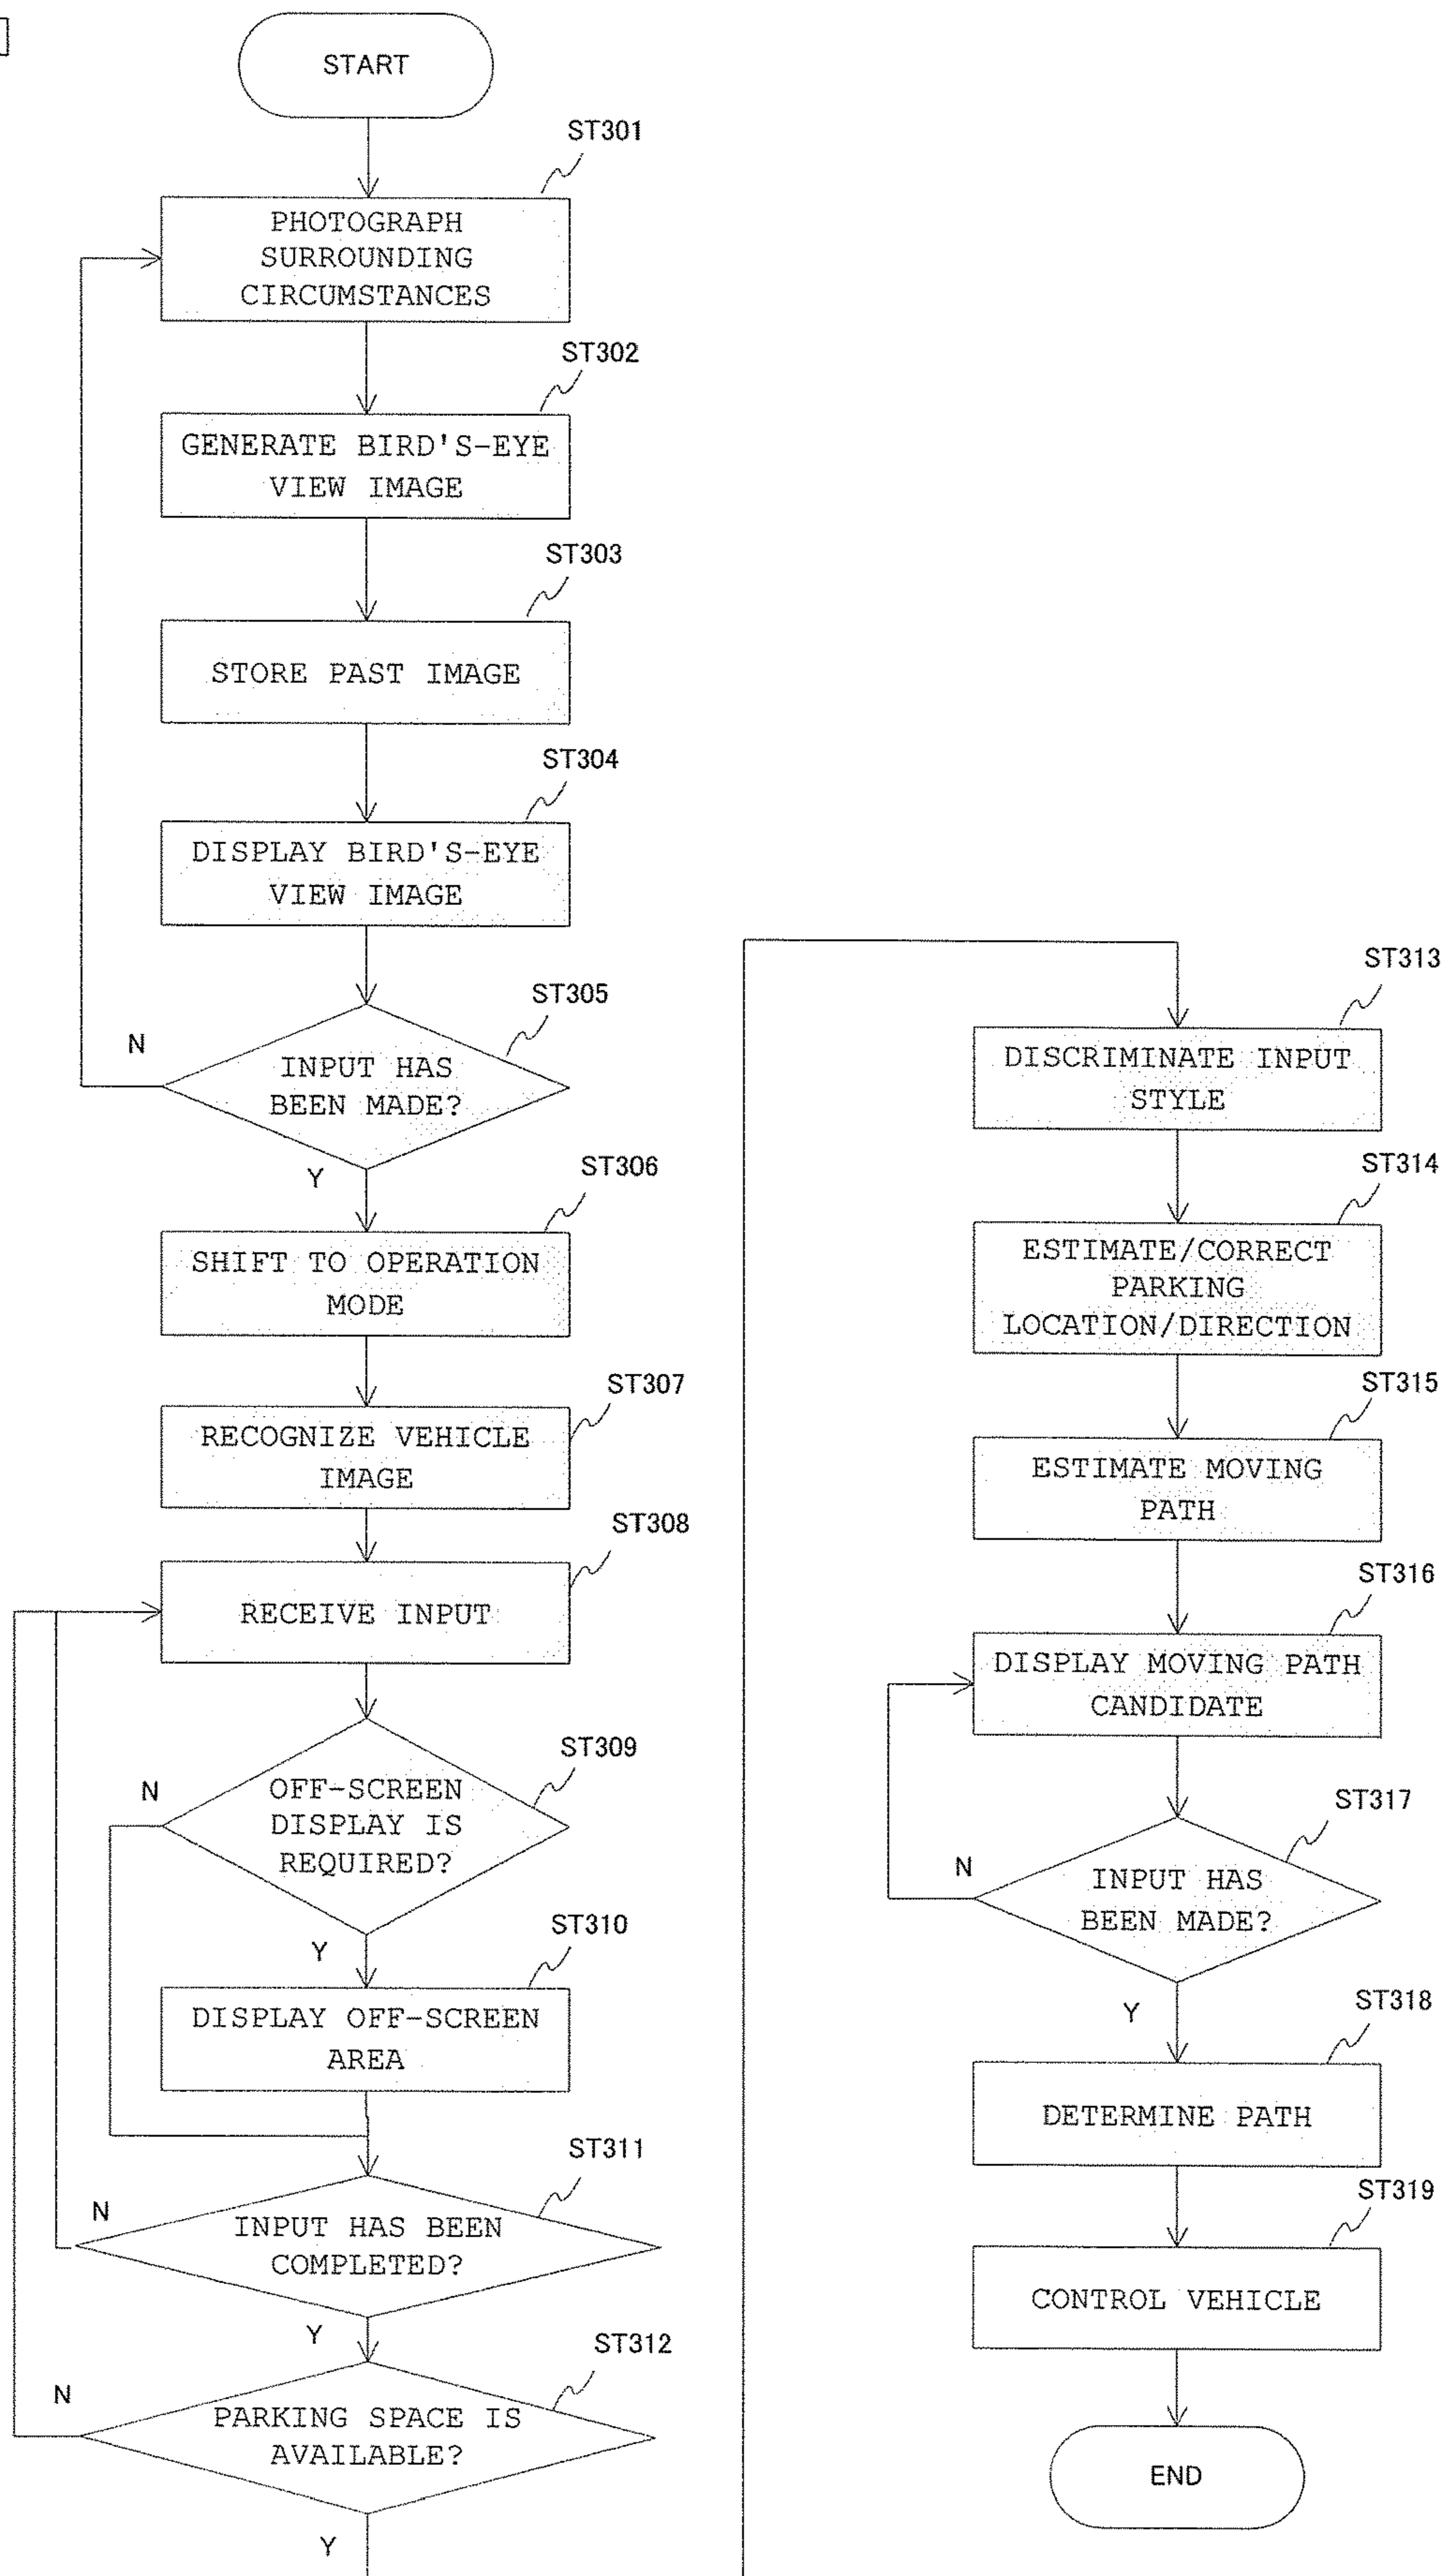 START
ST301
PHOTOGRAPH
SURROUNDING
CIRCUMSTANCES
ST302
GENERATE BIRD'S-EYE
VIEW IMAGE
ST303
STORE PAST IMAGE
ST304
DISPLAY BIRD'S-EYE
VIEW IMAGE
ST305
N
INPUT HAS
BEEN MADE?
Y
ST306
SHIFT TO OPERATION
MODE
ST307
RECOGNIZE VEHICLE
IMAGE
ST308
RECEIVE INPUT
ST309
N
OFF-SCREEN
DISPLAY IS
REQUIRED?
Y
ST310
DISPLAY OFF-SCREEN
AREA
ST311
N
INPUT HAS BEEN
COMPLETED?
Y
ST312
N
PARKING SPACE IS
AVAILABLE?
Y
ST313
DISCRIMINATE INPUT
STYLE
ST314
ESTIMATE/CORRECT
PARKING
LOCATION/DIRECTION
ST315
ESTIMATE MOVING
PATH
ST316
DISPLAY MOVING PATH
CANDIDATE
ST317
N
INPUT HAS
BEEN MADE?
Y
ST318
DETERMINE PATH
ST319
CONTROL VEHICLE
END